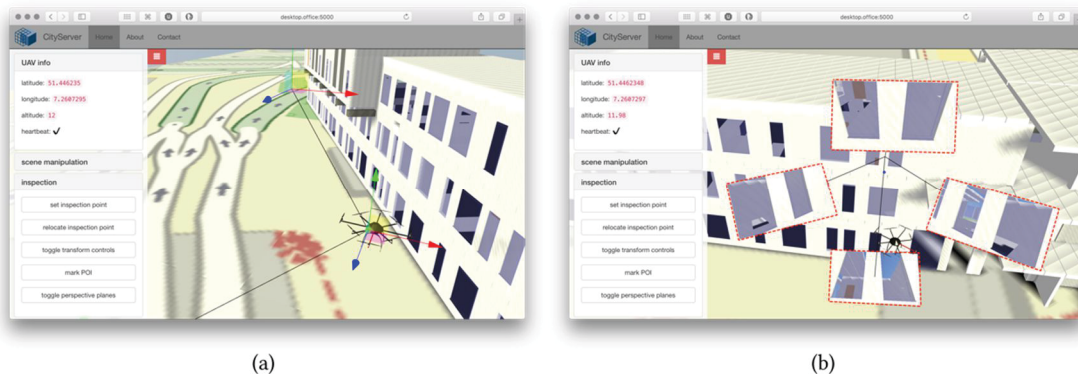 desktop.office:5000
CityServer Home About Contact
UAV info
latitude: 51.446235
longitude: 7.2607295
altitude: 12
heartbeat: ✓
scene manipulation
inspection
set inspection point
relocate inspection point
toggle transform controls
mark POI
toggle perspective planes
(a)
desktop.office:5000
CityServer Home About Contact
UAV info
latitude: 51.4462348
longitude: 7.2607297
altitude: 11.98
heartbeat: ✓
scene manipulation
inspection
set inspection point
relocate inspection point
toggle transform controls
mark POI
toggle perspective planes
(b)